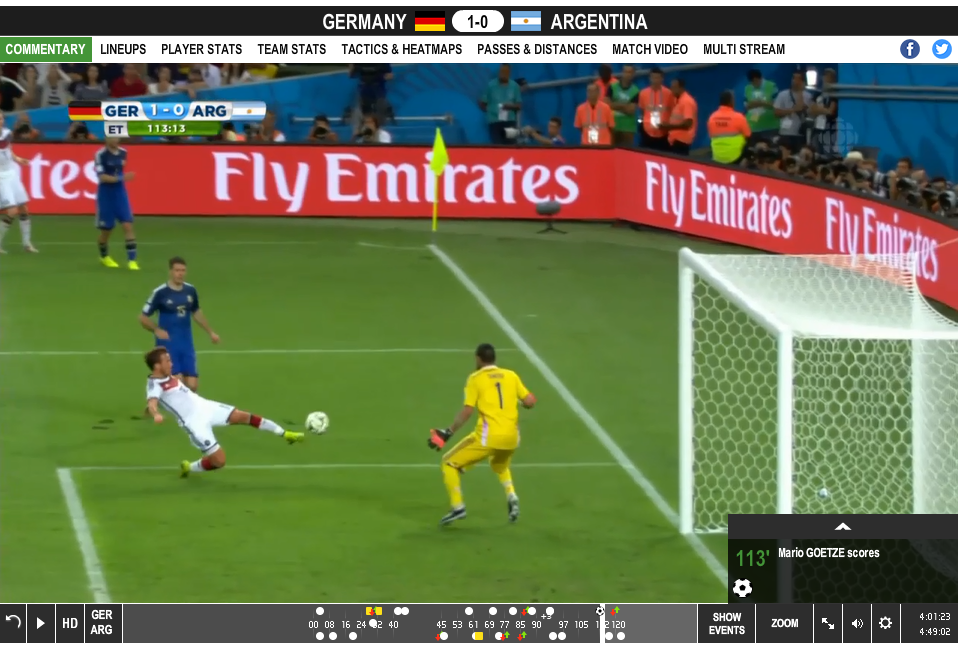 GERMANY 1-0 ARGENTINA
COMMENTARY LINEUPS PLAYER STATS TEAM STATS TACTICS & HEATMAPS PASSES & DISTANCES MATCH VIDEO MULTI STREAM
f
GER 1-0 ARG
ET 113:13
tes Fly Emirates Fly Emirates Fly Emirates
15
1
113' Mario GOETZE scores
HD
GER
ARG
+3
00 08 16 24 32 40 45 53 61 69 77 85 90 97 105 112 120
SHOW
EVENTS
ZOOM
4:01:23
4:49:02